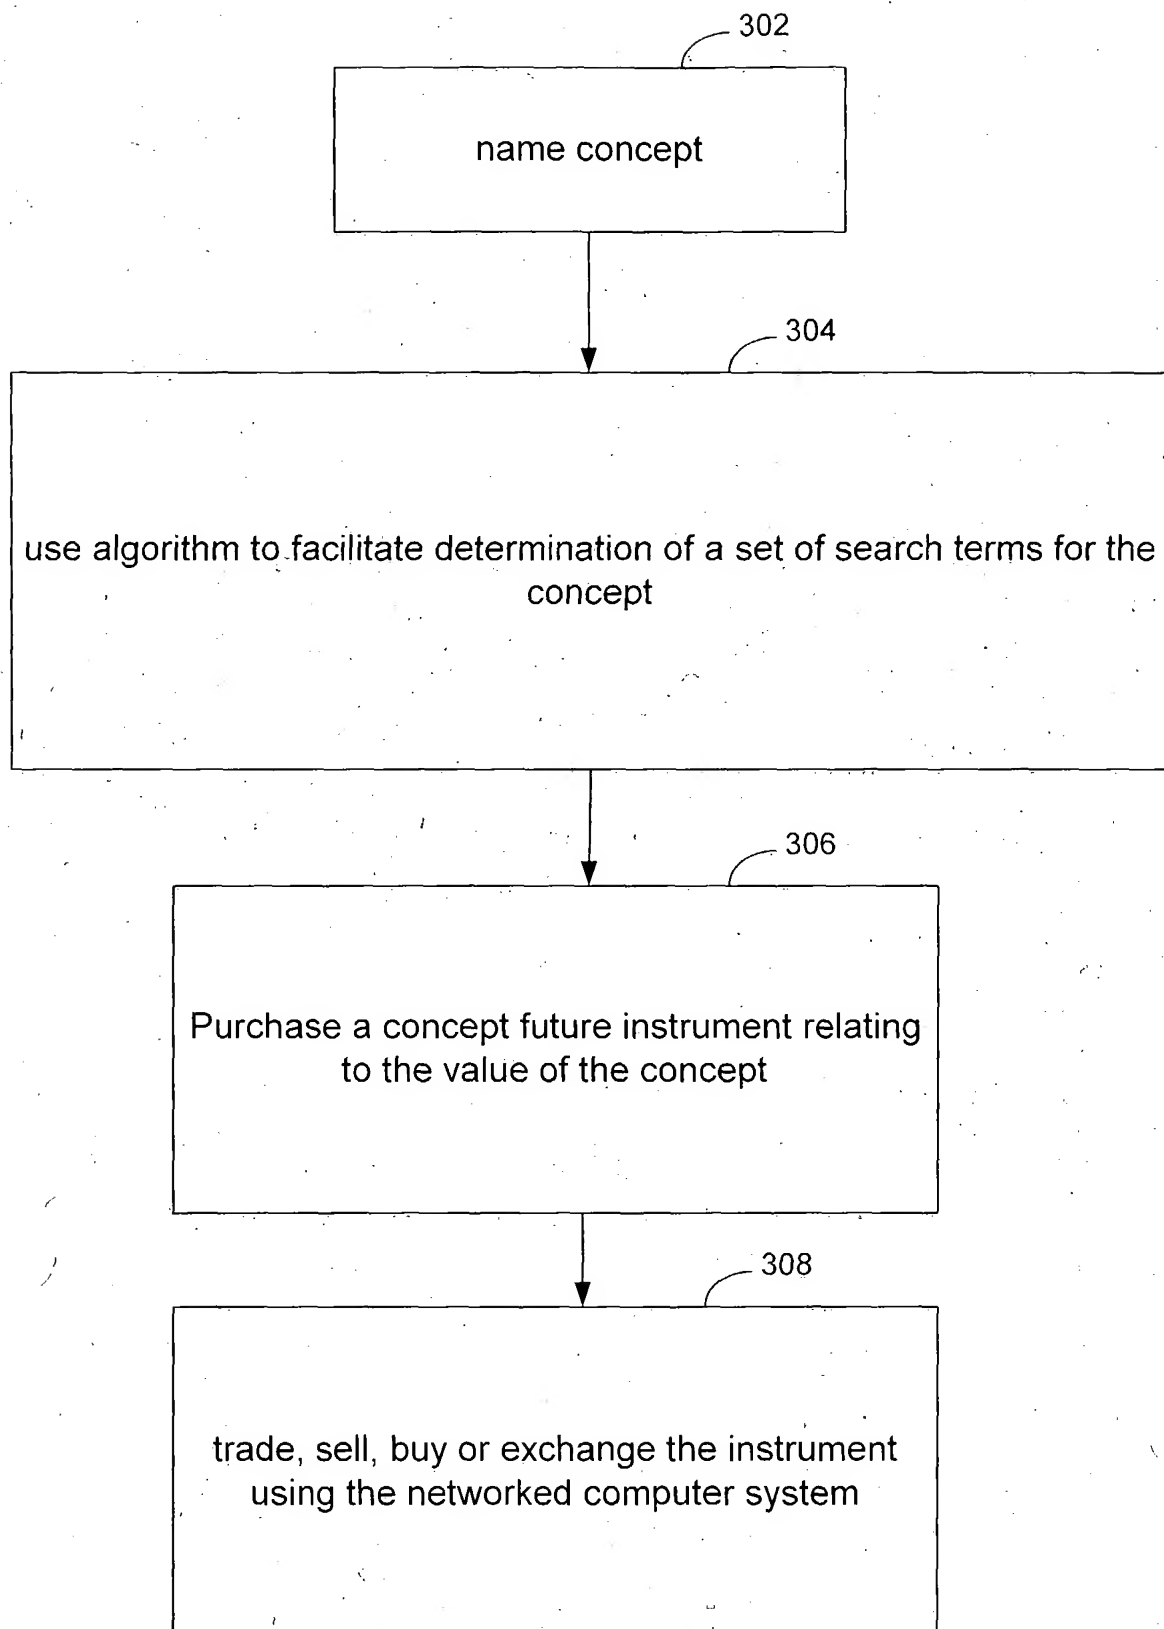 302
name concept
304
use algorithm to facilitate determination of a set of search terms for the
concept
306
Purchase a concept future instrument relating
to the value of the concept
308
trade, sell, buy or exchange the instrument
using the networked computer system